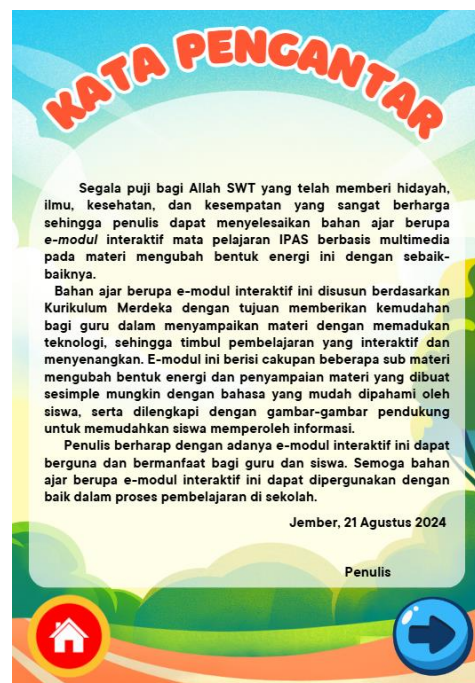 KATA PENGANTAR
Segala puji bagi Allah SWT yang telah memberi hidayah,
ilmu, kesehatan, dan kesempatan yang sangat berharga
sehingga penulis dapat menyelesaikan bahan ajar berupa
e-modul interaktif mata pelajaran IPAS berbasis multimedia
pada materi mengubah bentuk energi ini dengan sebaik-
baiknya.
Bahan ajar berupa e-modul interaktif ini disusun berdasarkan
Kurikulum Merdeka dengan tujuan memberikan kemudahan
bagi guru dalam menyampaikan materi dengan memadukan
teknologi, sehingga timbul pembelajaran yang interaktif dan
menyenangkan. E-modul ini berisi cakupan beberapa sub materi
mengubah bentuk energi dan penyampaian materi yang dibuat
sesimple mungkin dengan bahasa yang mudah dipahami oleh
siswa, serta dilengkapi dengan gambar-gambar pendukung
untuk memudahkan siswa memperoleh informasi.
Penulis berharap dengan adanya e-modul interaktif ini dapat
berguna dan bermanfaat bagi guru dan siswa. Semoga bahan
ajar berupa e-modul interaktif ini dapat dipergunakan dengan
baik dalam proses pembelajaran di sekolah.
Jember, 21 Agustus 2024
Penulis